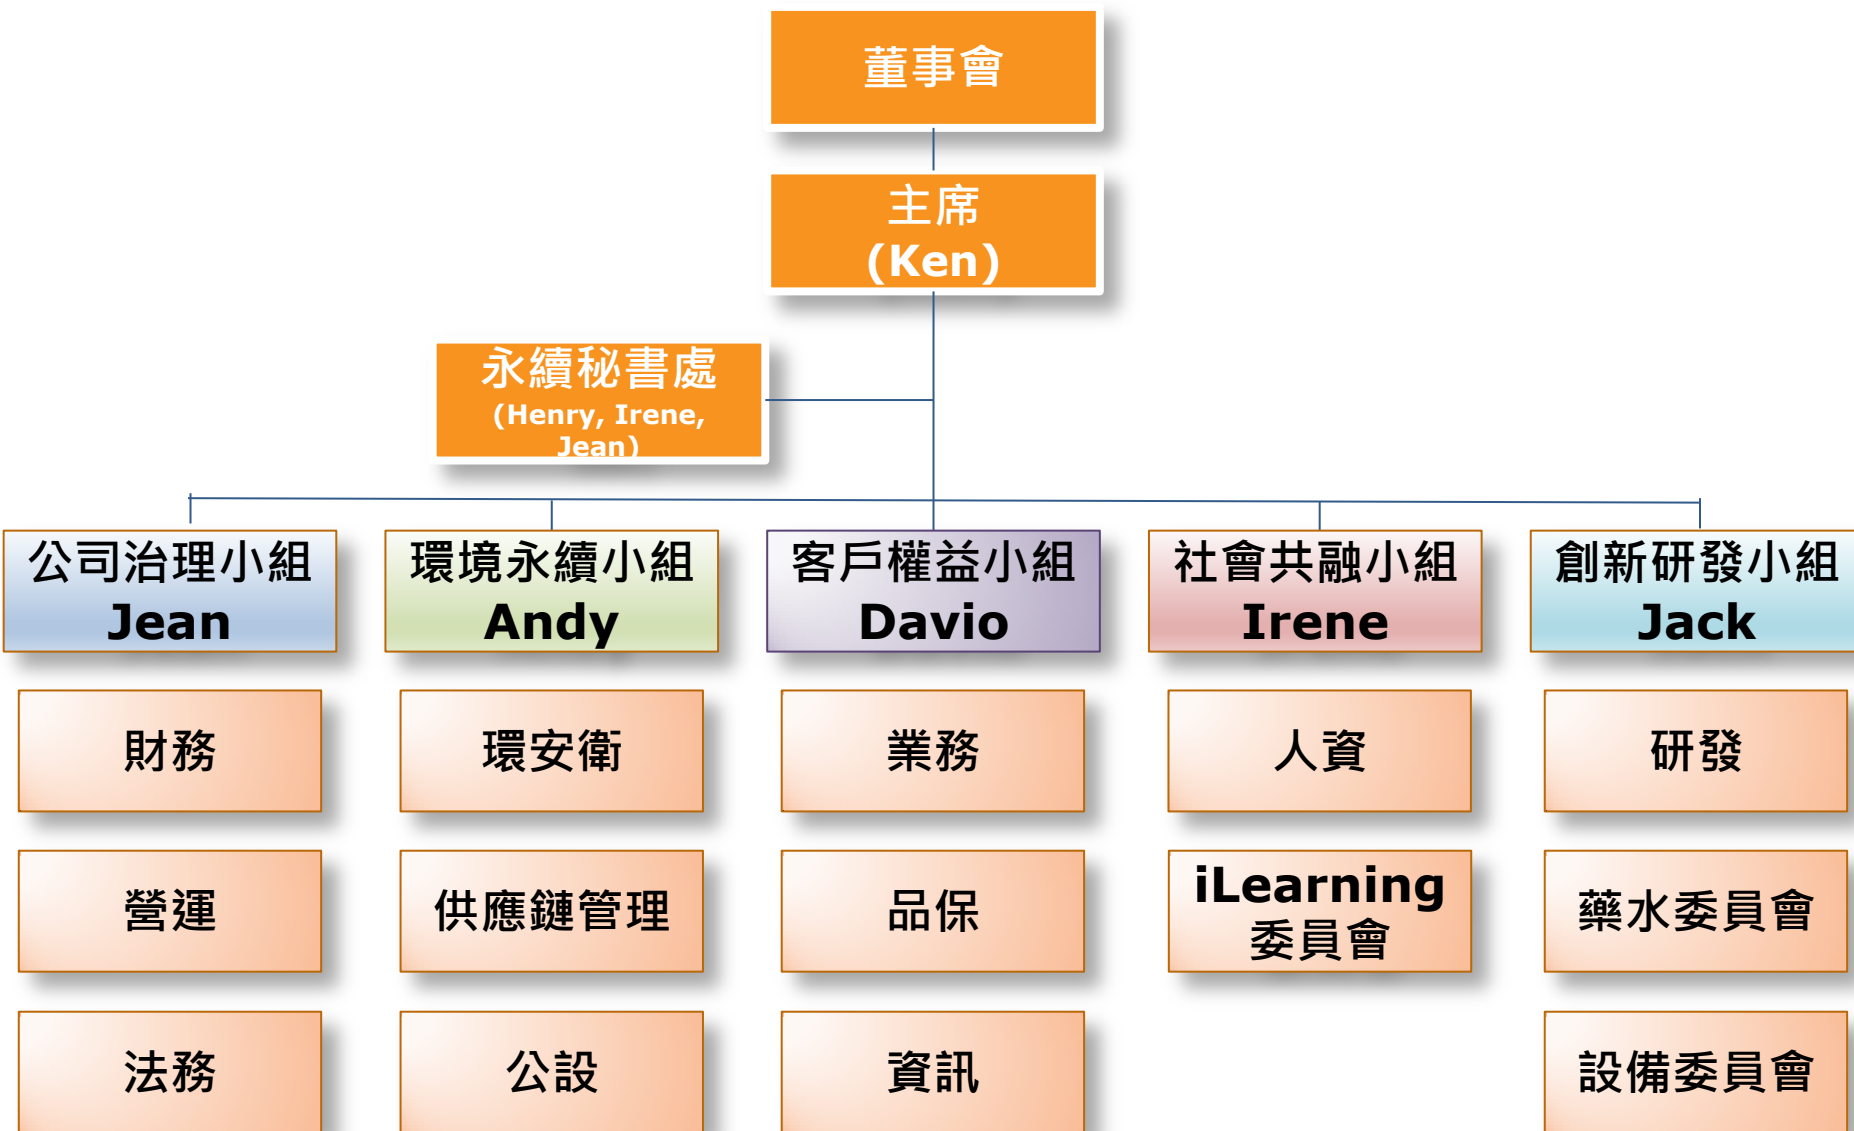 董事會
主席
(Ken)
永續秘書處
(Henry, Irene,
Jean)
公司治理小組
Jean
環境永續小組
Andy
客戶權益小組
Davio
社會共融小組
Irene
創新研發小組
Jack
財務
環安衛
業務
人資
研發
營運
供應鏈管理
品保
iLearning
委員會
藥水委員會
法務
公設
資訊
設備委員會